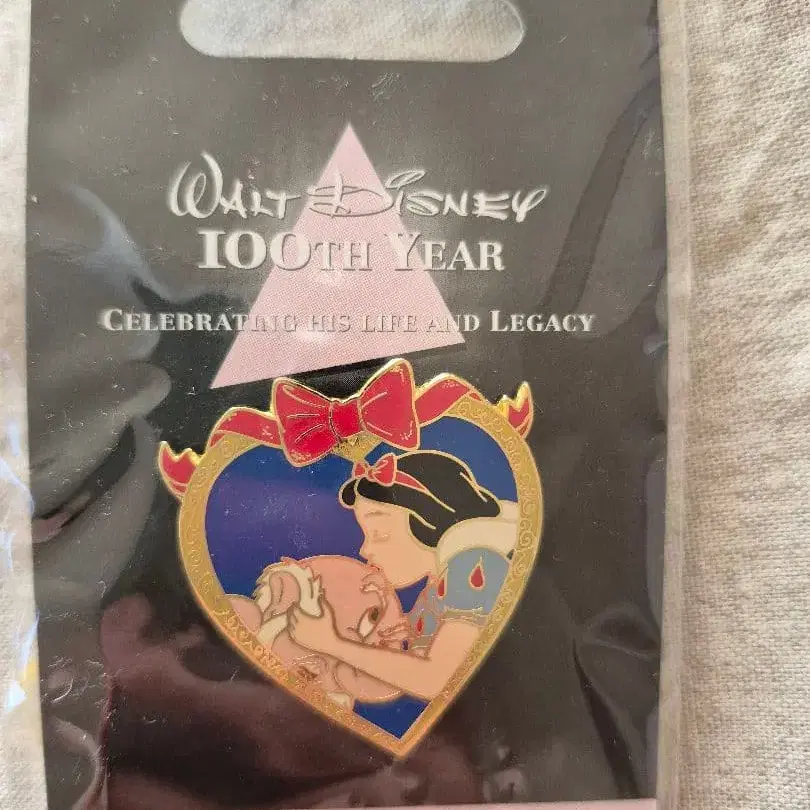 WALT DISNEY
100TH YEAR
CELEBRATING HIS LIFE AND LEGACY